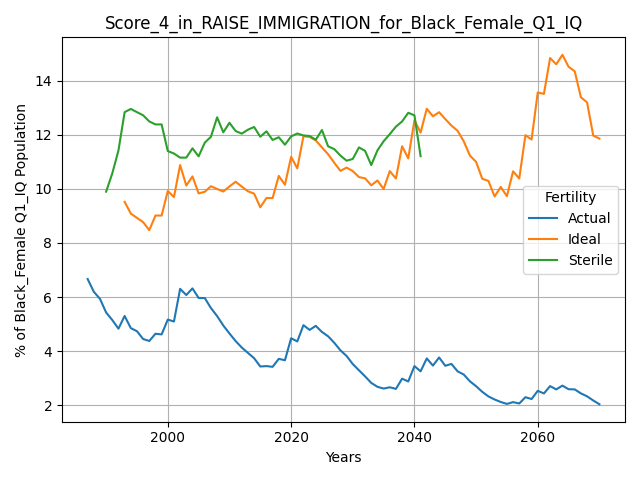 Score_4_in_RAISE_IMMIGRATION_for_Black_Female_Q1_IQ
% of Black_Female Q1_IQ Population
14
12
10
8
6
4
2
Fertility
Actual
Ideal
Sterile
2000
2020
2040
2060
Years